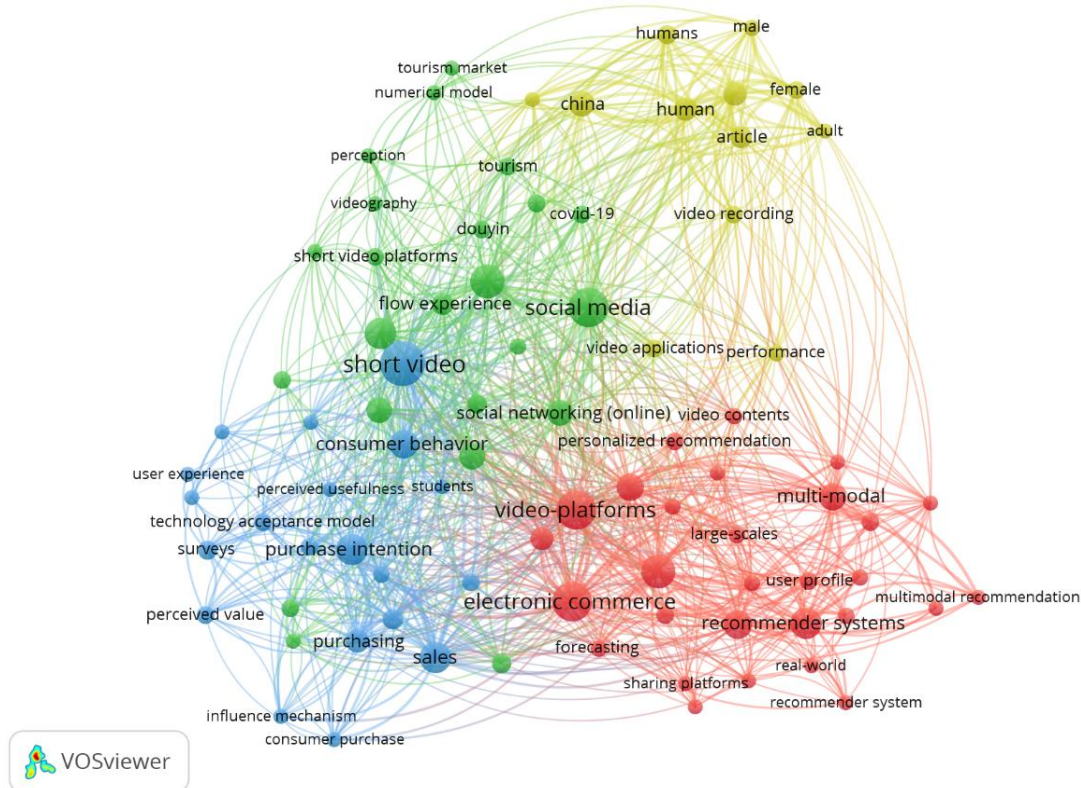 humans
male
tourism market
numerical model
china
human
female
article
adult
perception
tourism
videography
covid-19
video recording
douyin
short video platforms
flow experience
social media
video applications
performance
short video
social networking (online)
video contents
consumer behavior
personalized recommendation
user experience
perceived usefulness
students
multi-modal
video-platforms
technology acceptance model
large-scales
surveys
purchase intention
user profile
multimodal recommendation
electronic commerce
perceived value
recommender systems
purchasing
forecasting
sales
real-world
sharing platforms
recommender system
influence mechanism
consumer purchase
VOSviewer